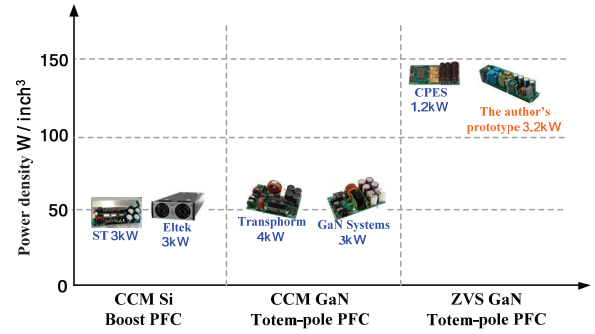 Power density W/inch³
150
100
50
0
CPES
1.2kW
The author's
prototype 3.2kW
ST 3kW
Eltek
3kW
Transphorm
4kW
GaN Systems
3kW
CCM Si
Boost PFC
CCM GaN
Totem-pole PFC
ZVS GaN
Totem-pole PFC